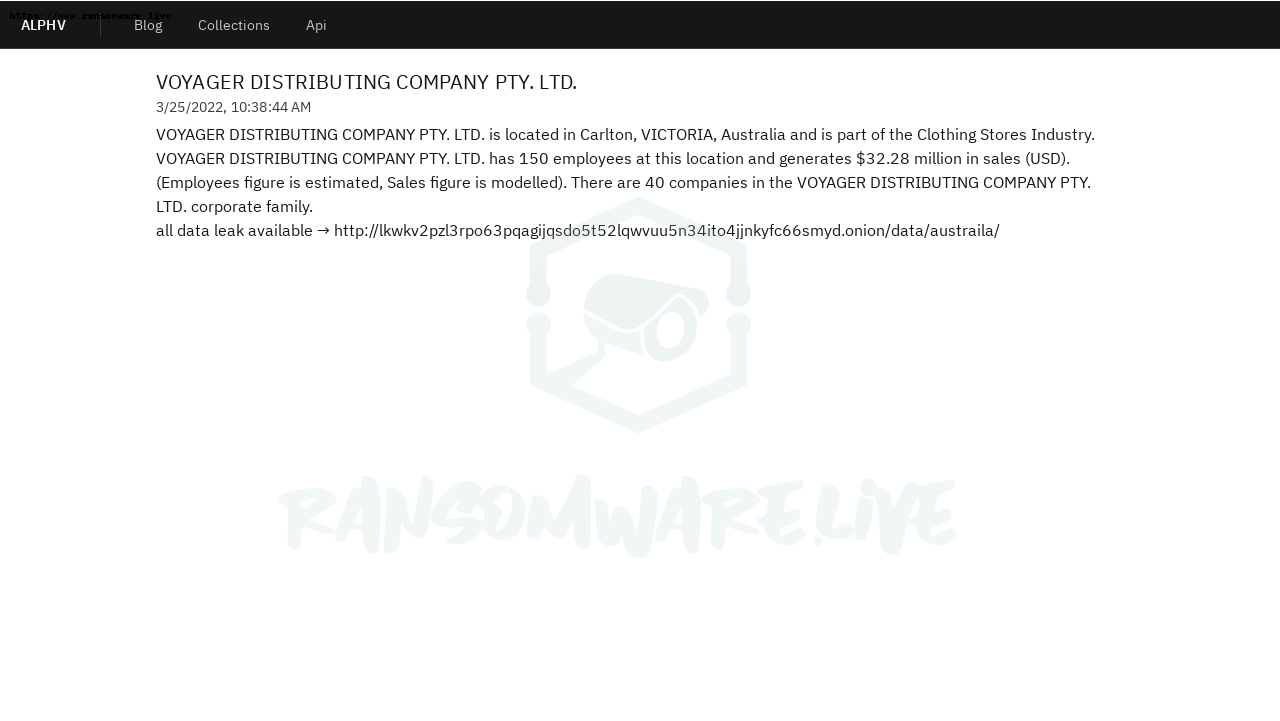 https://www.ransomware.live
ALPHV
Blog
Collections
Api
VOYAGER DISTRIBUTING COMPANY PTY. LTD.
3/25/2022, 10:38:44 AM
VOYAGER DISTRIBUTING COMPANY PTY. LTD. is located in Carlton, VICTORIA, Australia and is part of the Clothing Stores Industry.
VOYAGER DISTRIBUTING COMPANY PTY. LTD. has 150 employees at this location and generates $32.28 million in sales (USD).
(Employees figure is estimated, Sales figure is modelled). There are 40 companies in the VOYAGER DISTRIBUTING COMPANY PTY.
LTD. corporate family.
all data leak available → http://lkwkv2pzl3rpo63pqagijqsdo5t52lqwvuu5n34ito4jjnkyfc66smyd.onion/data/austraila/
RANSOMWARE.LIVE